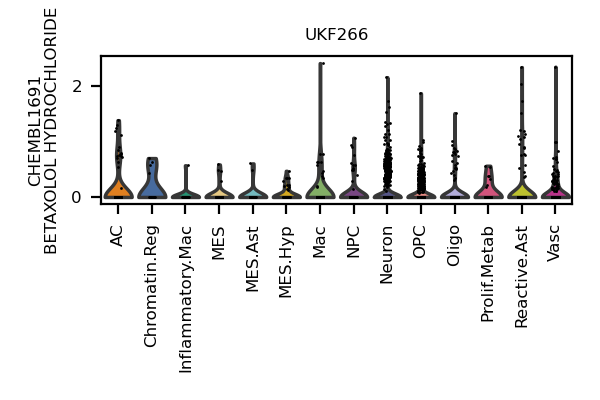 UKF266
CHEMBL1691
BETAXOLOL HYDROCHLORIDE
2
0
AC
Chromatin.Reg
Inflammatory.Mac
MES
MES.Ast
MES.Hyp
Mac
NPC
Neuron
OPC
Oligo
Prolif.Metab
Reactive.Ast
Vasc